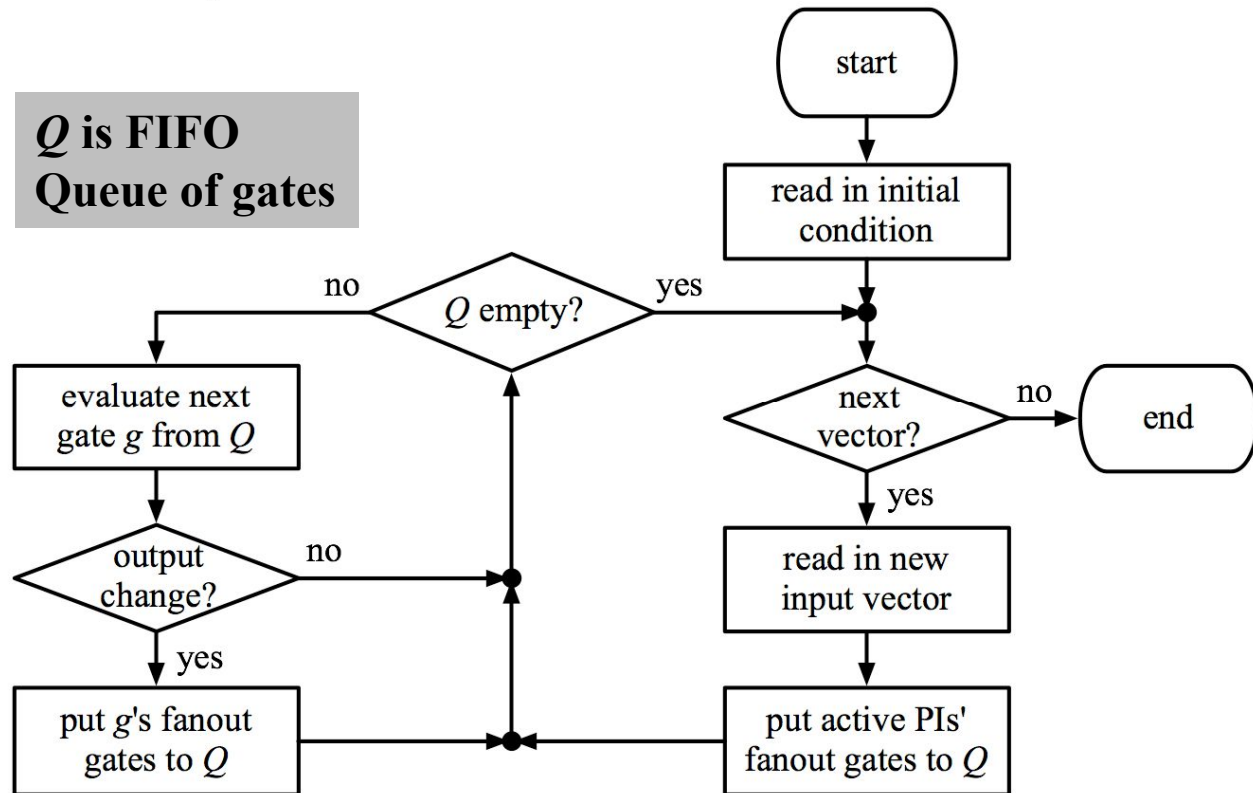 start
Q is FIFO
Queue of gates
read in initial
condition
no
Q empty?
yes
evaluate next
gate g from Q
next
vector?
no
end
yes
output
change?
no
read in new
input vector
yes
put g's fanout
gates to Q
put active PIs'
fanout gates to Q